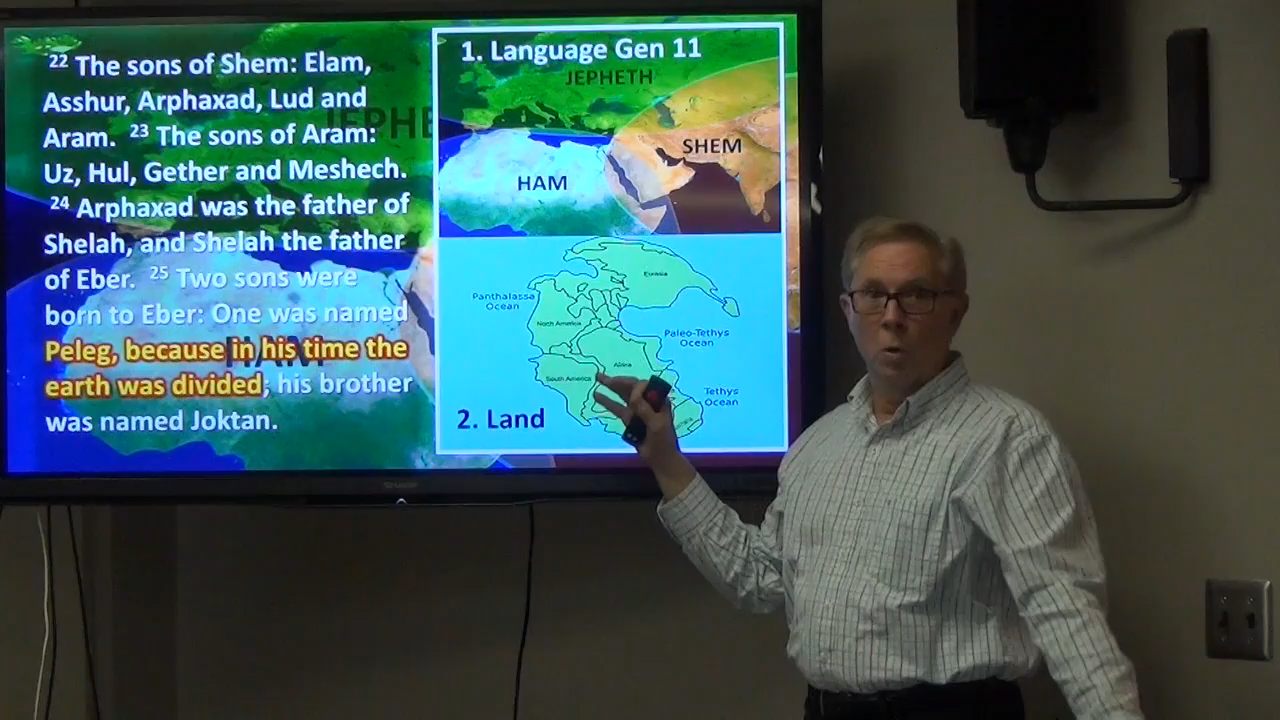 22 The sons of Shem: Elam,
Asshur, Arphaxad, Lud and
Aram. 23 The sons of Aram:
Uz, Hul, Gether and Meshech.
24 Arphaxad was the father of
Shelah, and Shelah the father
of Eber. 25 Two sons were
born to Eber: One was named
Peleg, because in his time the
earth was divided; his brother
was named Joktan.
JEPHE
HAM
1. Language Gen 11
JEPHETH
SHEM
HAM
Eurasia
Panthalassa
Ocean
North America
Paleo-Tethys
Ocean
Africa
South America
Tethys
Ocean
2. Land
SHARP